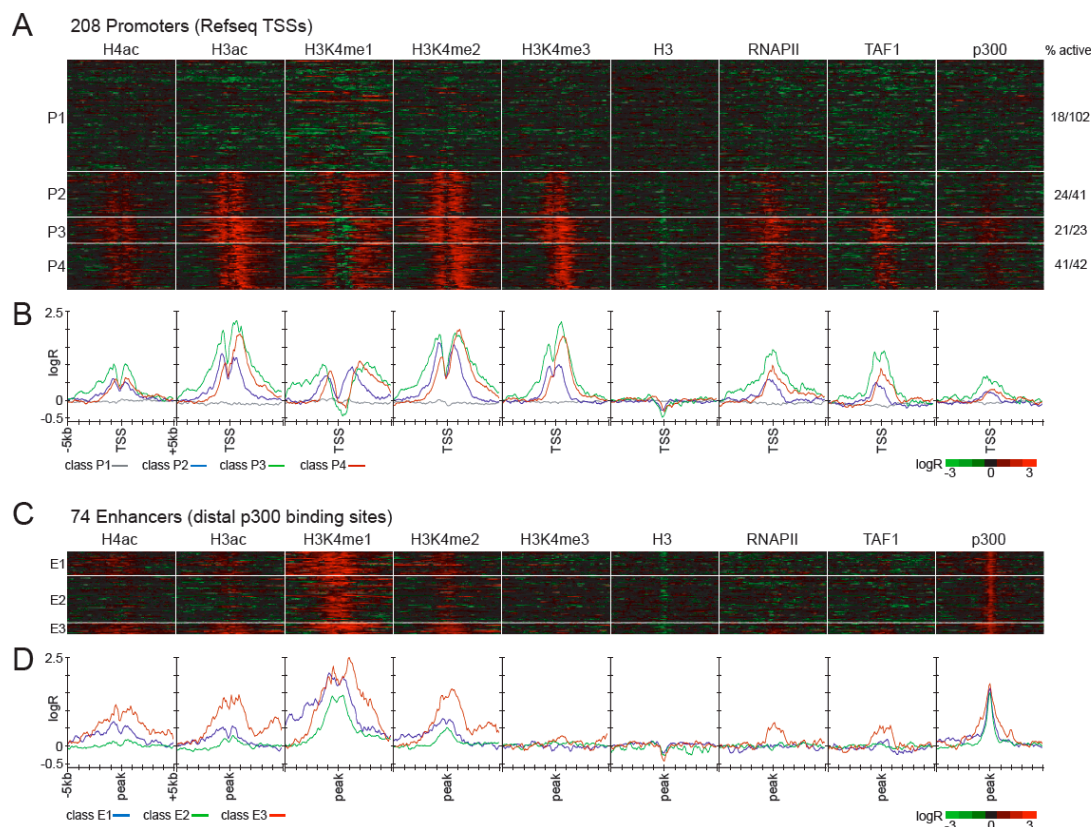 A
208 Promoters (Refseq TSSs)
H4ac H3ac H3K4me1 H3K4me2 H3K4me3 H3 RNAPII TAF1 p300 % active
P1 18/102
P2 24/41
P3 21/23
P4 41/42
B
2.5
logR
0
-0.5
-5kb TSS +5kb TSS TSS TSS TSS TSS TSS TSS TSS
class P1 class P2 class P3 class P4
logR
-3 0 3
C
74 Enhancers (distal p300 binding sites)
H4ac H3ac H3K4me1 H3K4me2 H3K4me3 H3 RNAPII TAF1 p300
E1
E2
E3
D
2.5
logR
0
-0.5
-5kb peak +5kb peak peak peak peak peak peak peak peak
class E1 class E2 class E3
logR
-3 0 3